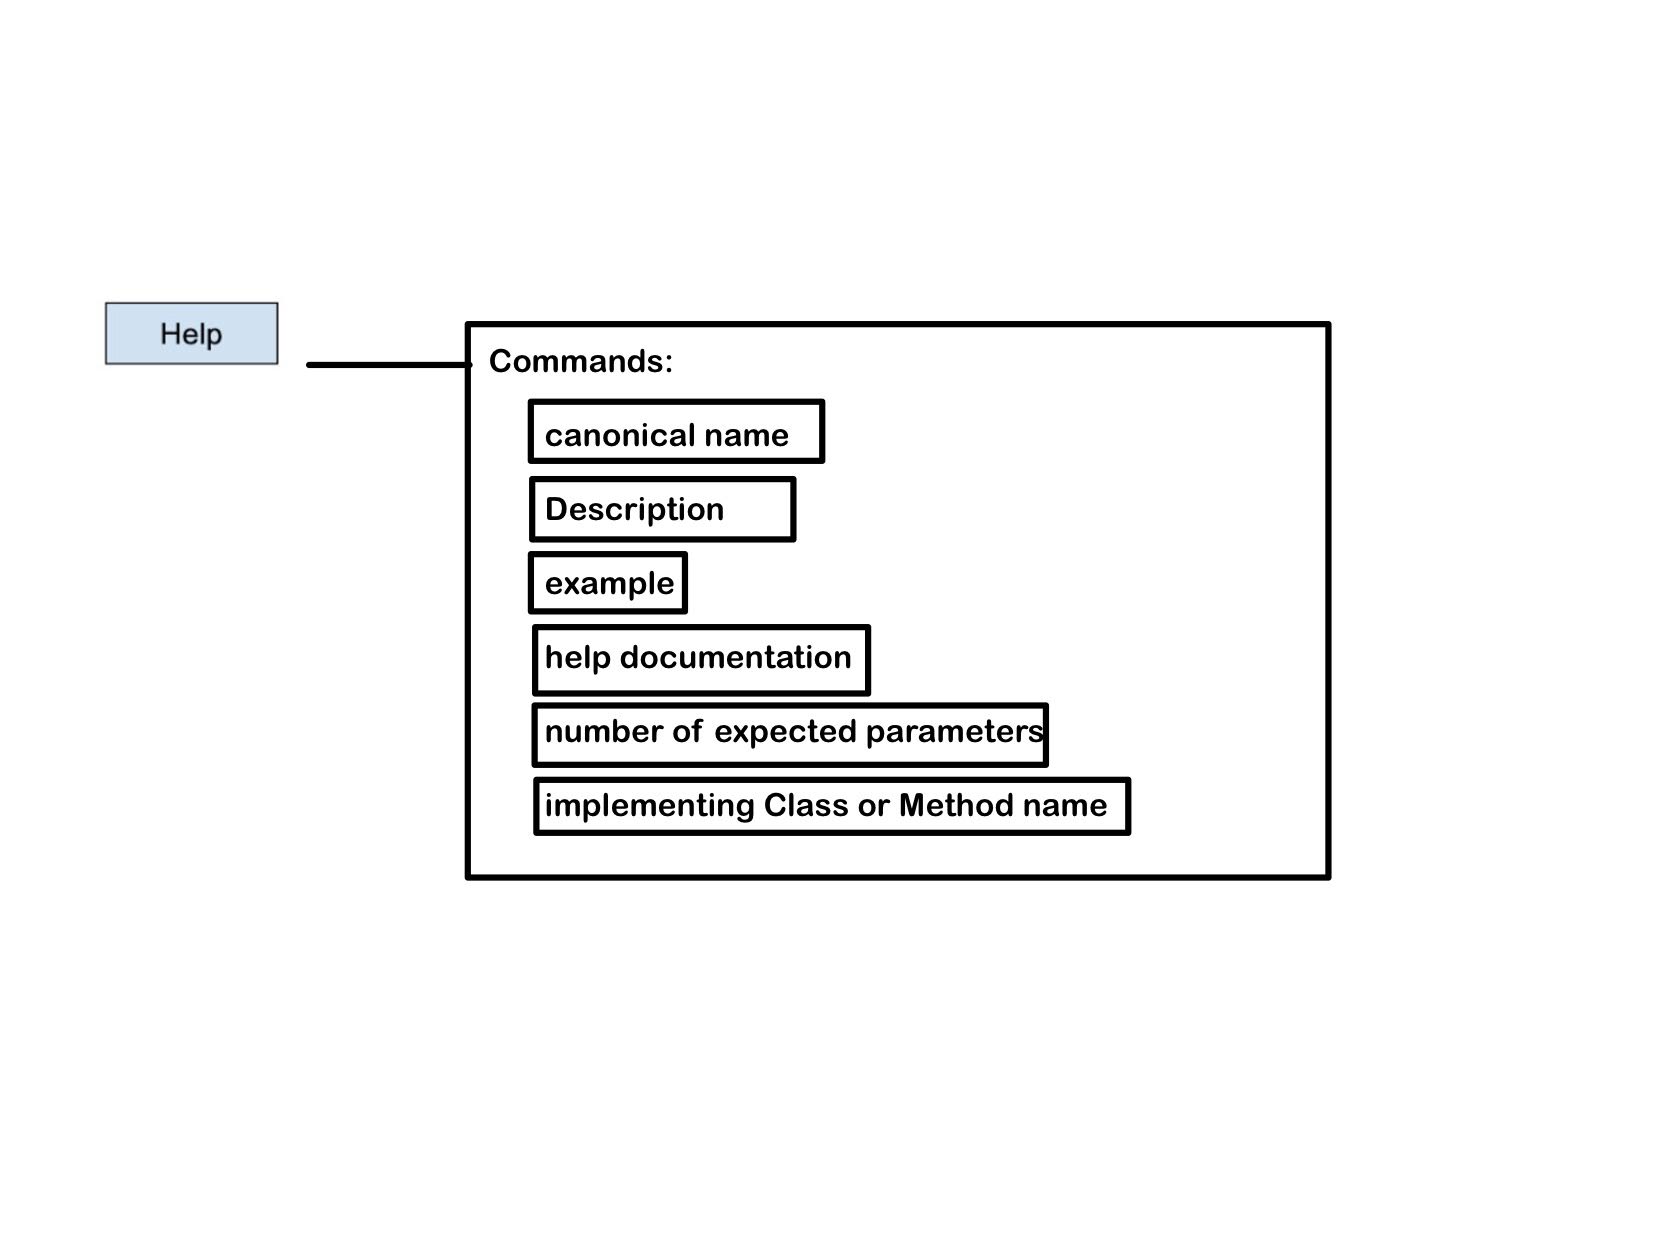 Help
Commands:
canonical name
Description
example
help documentation
number of expected parameters
implementing Class or Method name